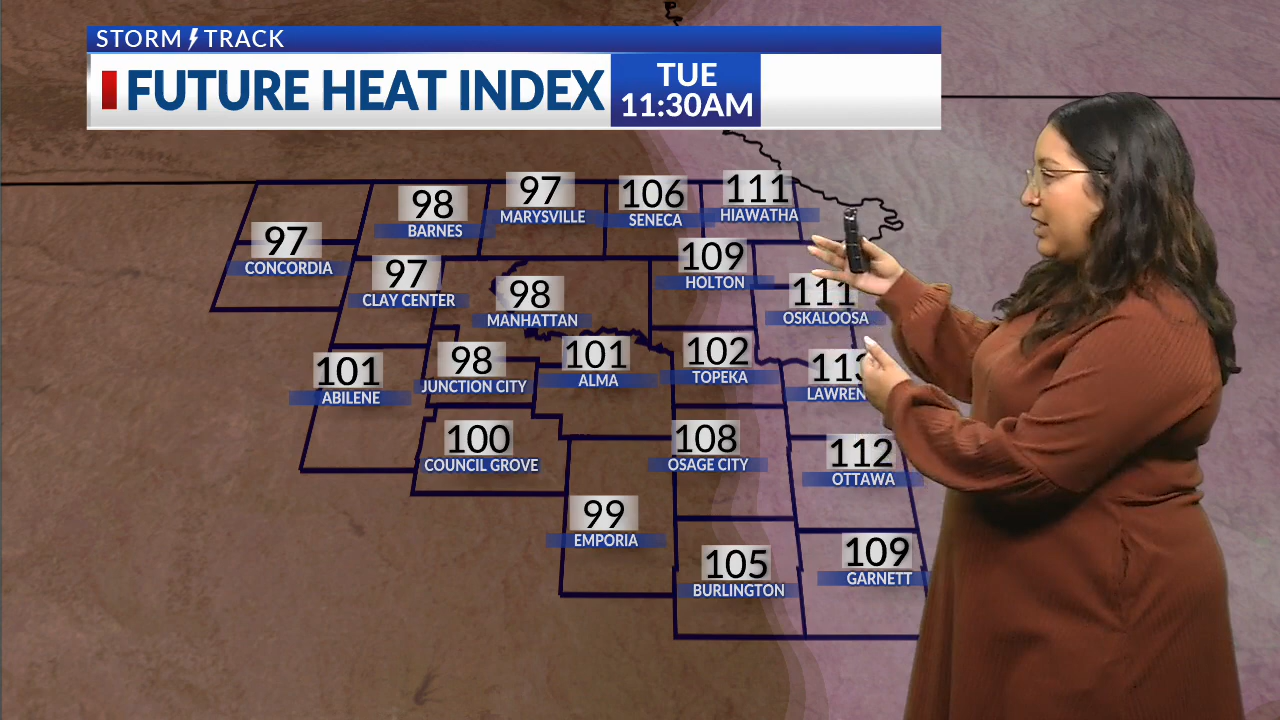 STORM TRACK
FUTURE HEAT INDEX
TUE
11:30AM
97
CONCORDIA
98
BARNES
97
MARYSVILLE
106
SENECA
111
HIAWATHA
97
CLAY CENTER
98
MANHATTAN
109
HOLTON
111
OSKALOOSA
101
ABILENE
98
JUNCTION CITY
101
ALMA
102
TOPEKA
113
LAWREN
100
COUNCIL GROVE
108
OSAGE CITY
112
OTTAWA
99
EMPORIA
105
BURLINGTON
109
GARNETT